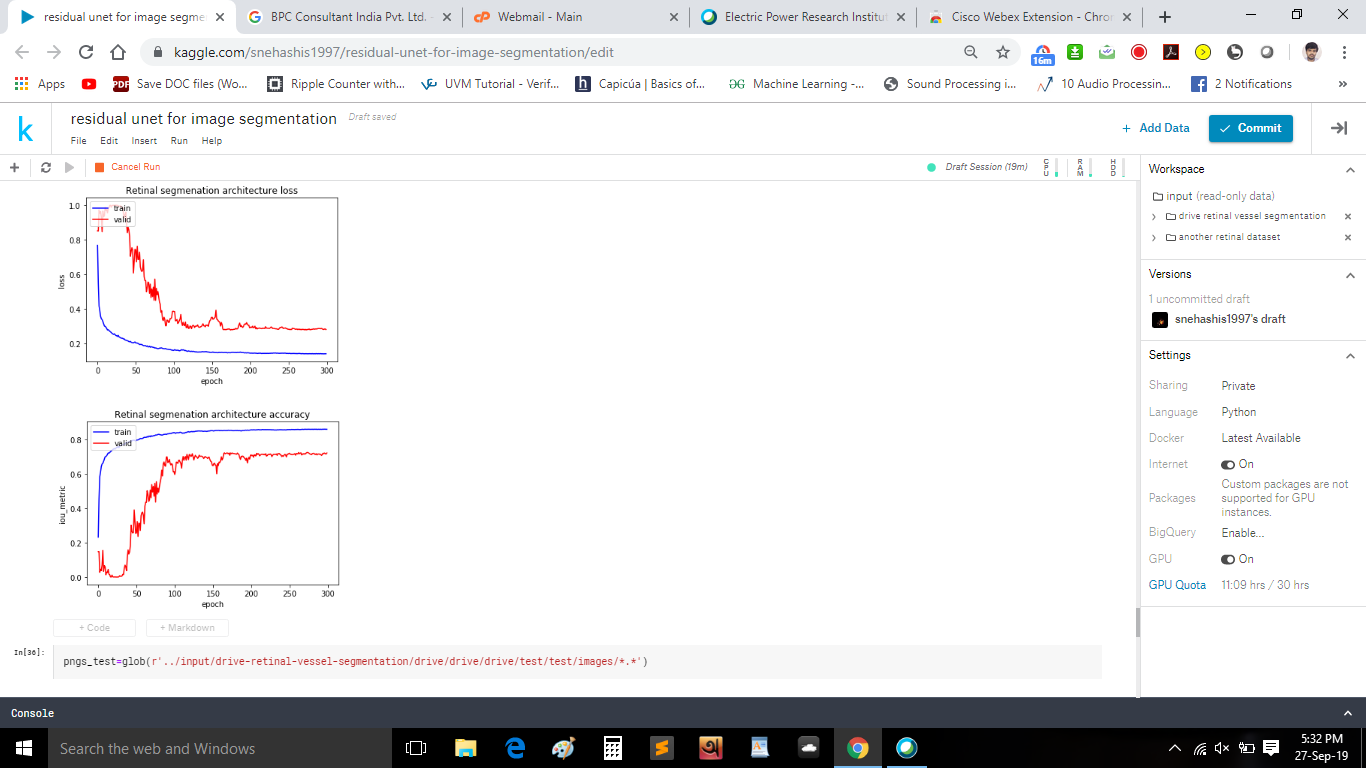 residual unet for image segme
BPC Consultant India Pvt. Ltd. -
cP Webmail - Main
Electric Power Research Institut
Cisco Webex Extension - Chron
kaggle.com/snehashis1997/residual-unet-for-image-segmentation/edit
16m
Apps
PDF Save DOC files (Wo...
Ripple Counter with...
UVM Tutorial - Verif...
h Capicúa | Basics of...
Machine Learning -...
Sound Processing i...
10 Audio Processin...
2 Notifications
»
k
residual unet for image segmentation
Draft saved
File Edit Insert Run Help
+ Add Data
Commit
Cancel Run
Draft Session (19m)
CPU
RAM
HDD
Retinal segmenation architecture loss
train
valid
1.0
0.8
0.6
0.4
0.2
loss
0 50 100 150 200 250 300
epoch
Retinal segmenation architecture accuracy
train
valid
0.8
0.6
0.4
0.2
0.0
iou_metric
0 50 100 150 200 250 300
epoch
+ Code
+ Markdown
In[36]:
pngs_test=glob(r'../input/drive-retinal-vessel-segmentation/drive/drive/drive/test/test/images/*.*')
Workspace
input (read-only data)
drive retinal vessel segmentation
another retinal dataset
Versions
1 uncommitted draft
snehashis1997's draft
Settings
Sharing Private
Language Python
Docker Latest Available
Internet On
Packages Custom packages are not
supported for GPU
instances.
BigQuery Enable...
GPU On
GPU Quota 11:09 hrs / 30 hrs
Console
Search the web and Windows
5:32 PM
27-Sep-19